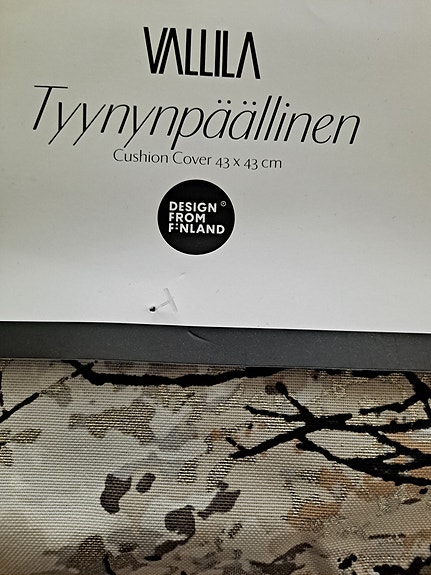 VALLILA
Tyynynpäällinen
Cushion Cover 43 x 43 cm
DESIGN ®
FROM
FINLAND